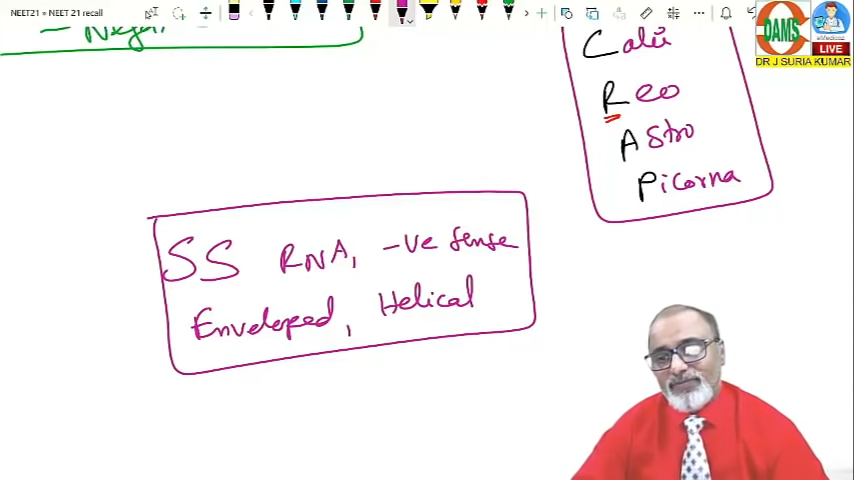 NEET21 = NEET 21 recall
DAMS
eMedicoz
LIVE
DR J SURIA KUMAR
Calci
Reo
Astro
Picorna
SS RNA, -ve sense
Enveloped, Helical